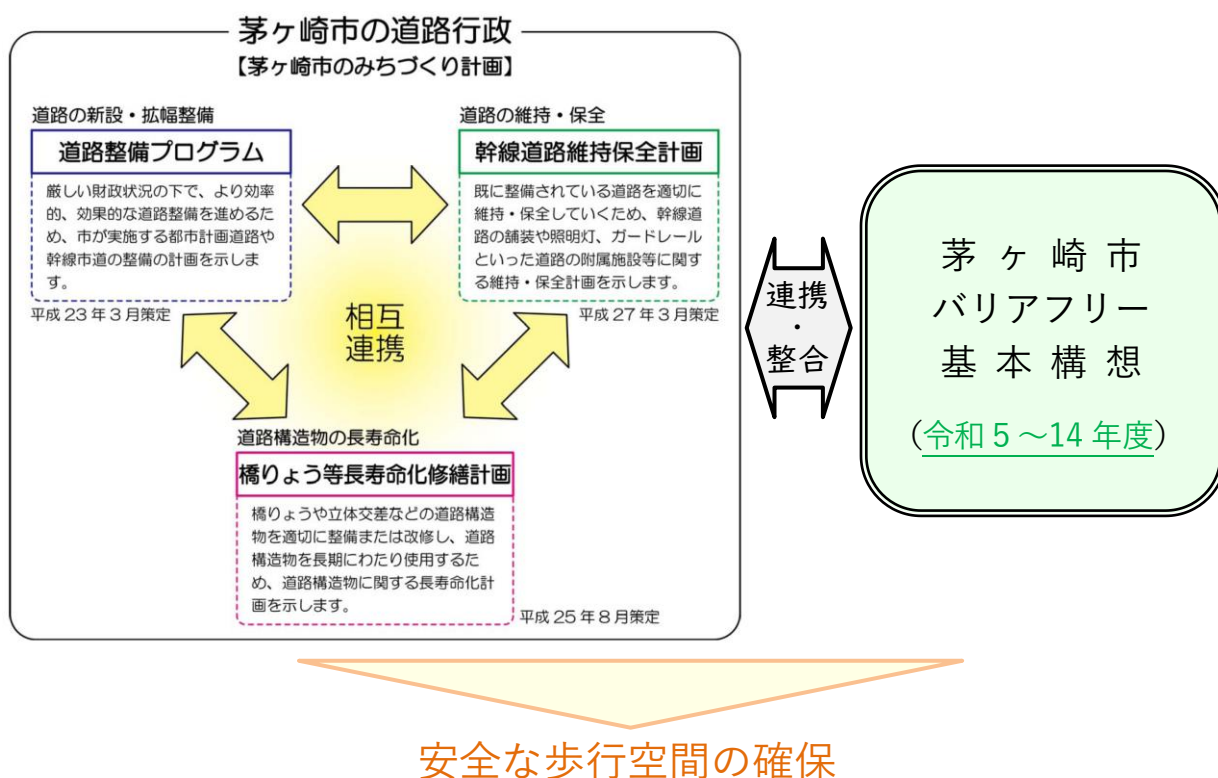 茅ヶ崎市の道路行政
【茅ヶ崎市のみちづくり計画】
道路の新設・拡幅整備
道路整備プログラム
厳しい財政状況の下で、より効率
的、効果的な道路整備を進めるた
め、市が実施する都市計画道路や
幹線市道の整備の計画を示しま
す。
平成23年3月策定
道路の維持・保全
幹線道路維持保全計画
既に整備されている道路を適切に
維持・保全していくため、幹線道
路の舗装や照明灯、ガードレール
といった道路の附属施設等に関す
る維持・保全計画を示します。
平成27年3月策定
相互
連携
道路構造物の長寿命化
橋りょう等長寿命化修繕計画
橋りょうや立体交差などの道路構造
物を適切に整備または改修し、道路
構造物を長期にわたり使用するた
め、道路構造物に関する長寿命化計
画を示します。
平成25年8月策定
連携
・
整合
茅ヶ崎市
バリアフリー
基本構想
（令和5～14年度）
安全な歩行空間の確保